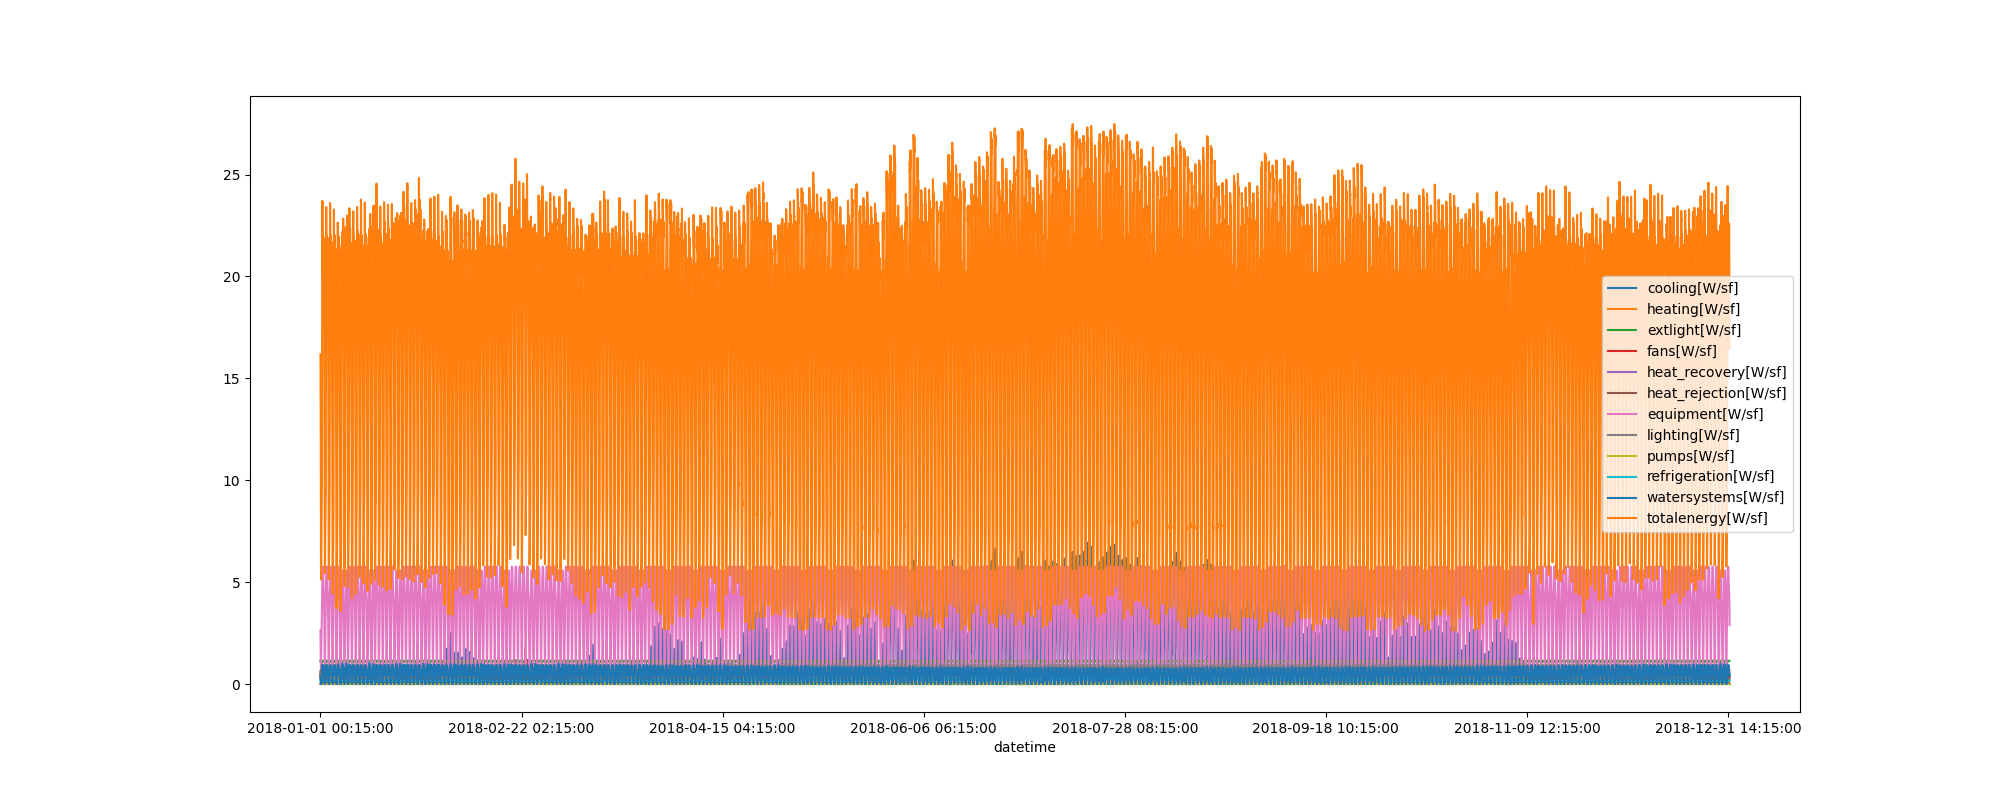 25
20
15
10
5
0
cooling[W/sf]
heating[W/sf]
extlight[W/sf]
fans[W/sf]
heat_recovery[W/sf]
heat_rejection[W/sf]
equipment[W/sf]
lighting[W/sf]
pumps[W/sf]
refrigeration[W/sf]
watersystems[W/sf]
totalenergy[W/sf]
2018-01-01 00:15:00 2018-02-22 02:15:00 2018-04-15 04:15:00 2018-06-06 06:15:00 2018-07-28 08:15:00 2018-09-18 10:15:00 2018-11-09 12:15:00 2018-12-31 14:15:00
datetime